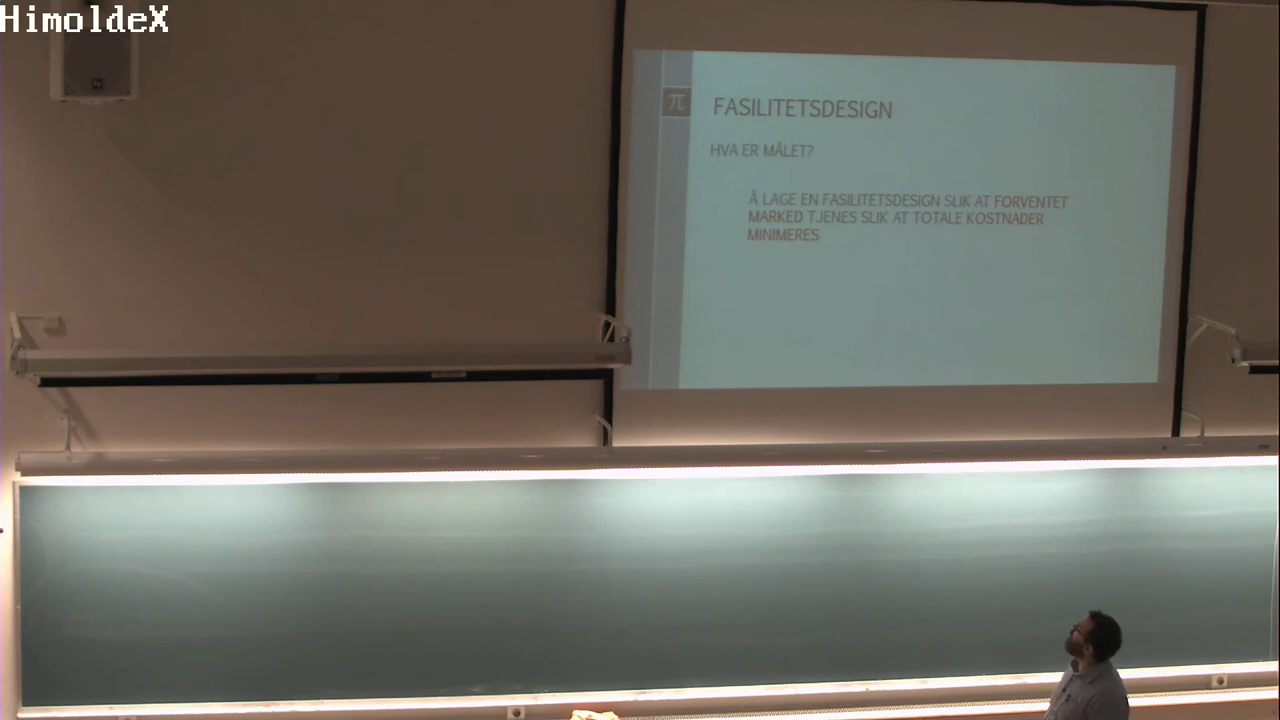 HimoldeX
π
FASILITETSDESIGN
HVA ER MÅLET?
Å LAGE EN FASILITETSDESIGN SLIK AT FORVENTET
MARKED TJENES SLIK AT TOTALE KOSTNADER
MINIMERES